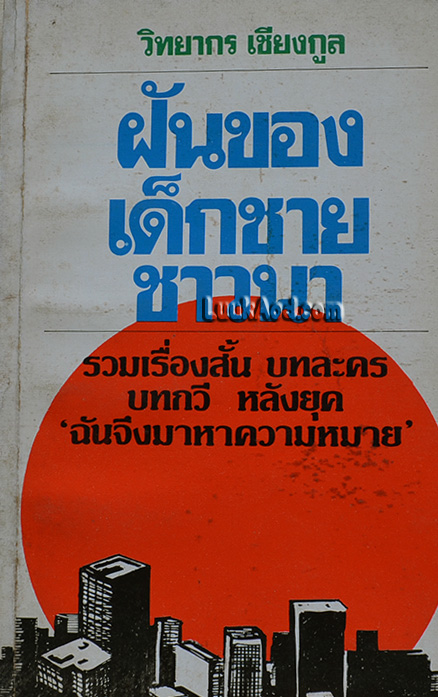 วิทยากร เชียงกูล
ฝันของ
เด็กชาย
ชาวนา
LuukAod.com
รวมเรื่องสั้น บทละคร
บทกวี หลังยุค
‘ฉันจึงมาหาความหมาย’